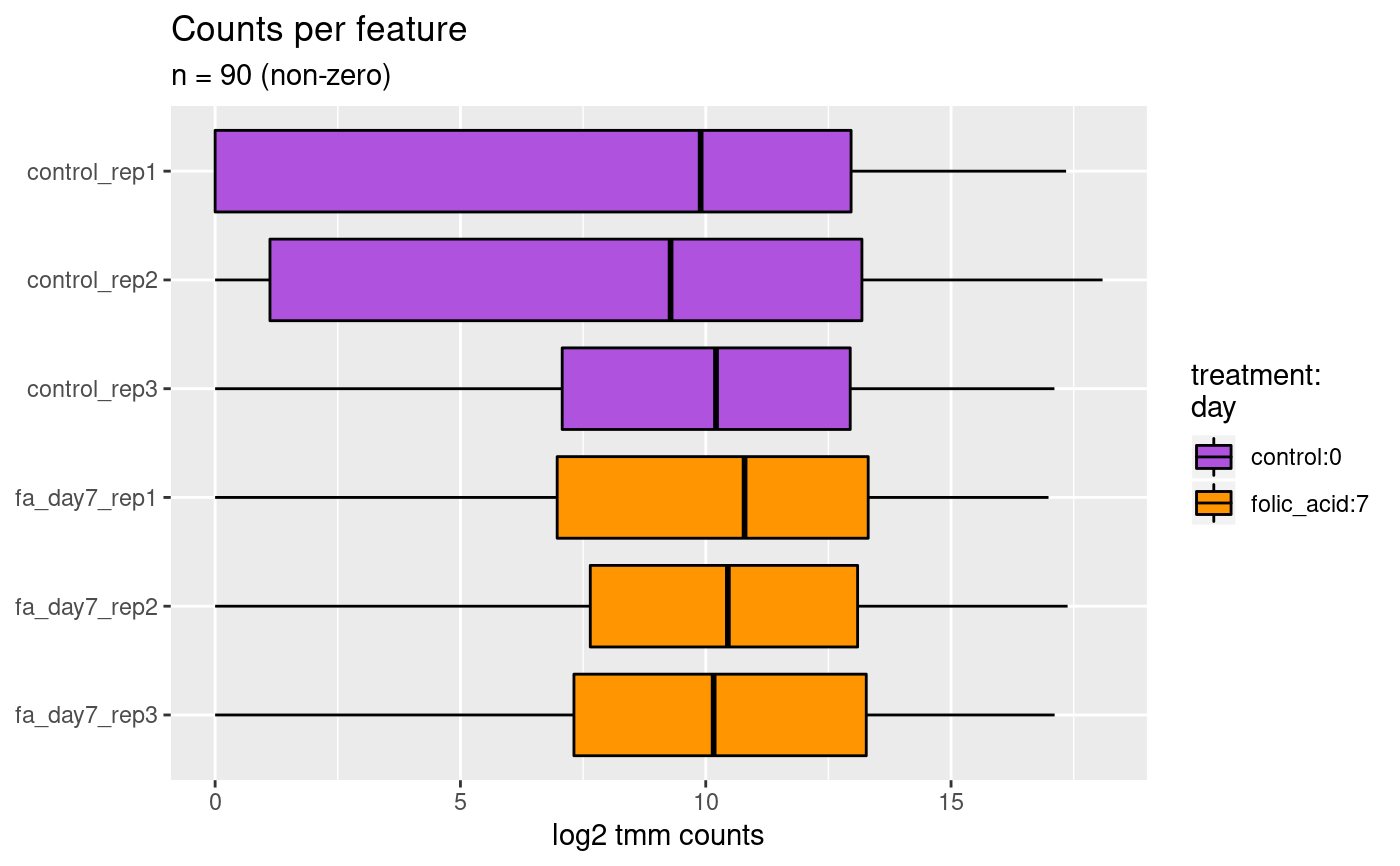 Counts per feature
n = 90 (non-zero)
control_rep1
control_rep2
control_rep3
fa_day7_rep1
fa_day7_rep2
fa_day7_rep3
0 5 10 15
log2 tmm counts
treatment:
day
control:0
folic_acid:7